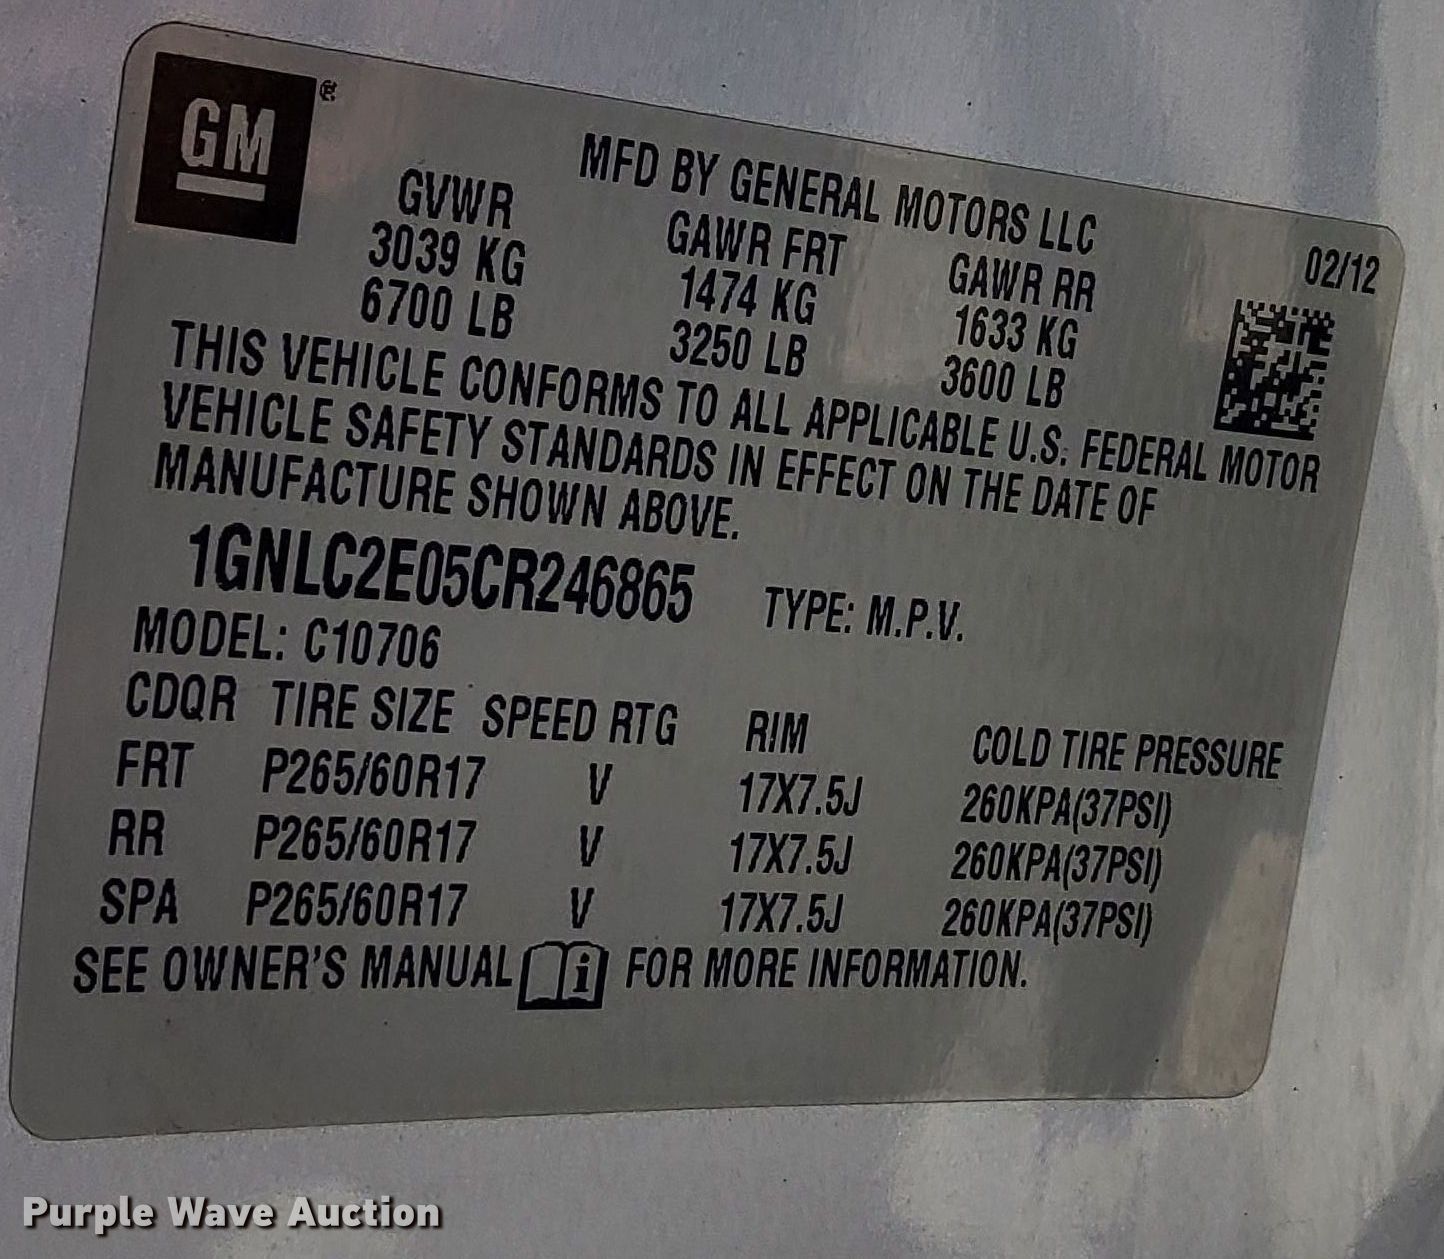 GM
MFD BY GENERAL MOTORS LLC
GVWR GAWR FRT GAWR RR 02/12
3039 KG 1474 KG 1633 KG
6700 LB 3250 LB 3600 LB
THIS VEHICLE CONFORMS TO ALL APPLICABLE U.S. FEDERAL MOTOR
VEHICLE SAFETY STANDARDS IN EFFECT ON THE DATE OF
MANUFACTURE SHOWN ABOVE.
1GNLC2E05CR246865 TYPE: M.P.V.
MODEL: C10706
CDQR TIRE SIZE SPEED RTG RIM COLD TIRE PRESSURE
FRT P265/60R17 V 17X7.5J 260KPA(37PSI)
RR P265/60R17 V 17X7.5J 260KPA(37PSI)
SPA P265/60R17 V 17X7.5J 260KPA(37PSI)
SEE OWNER'S MANUAL i FOR MORE INFORMATION.
Purple Wave Auction